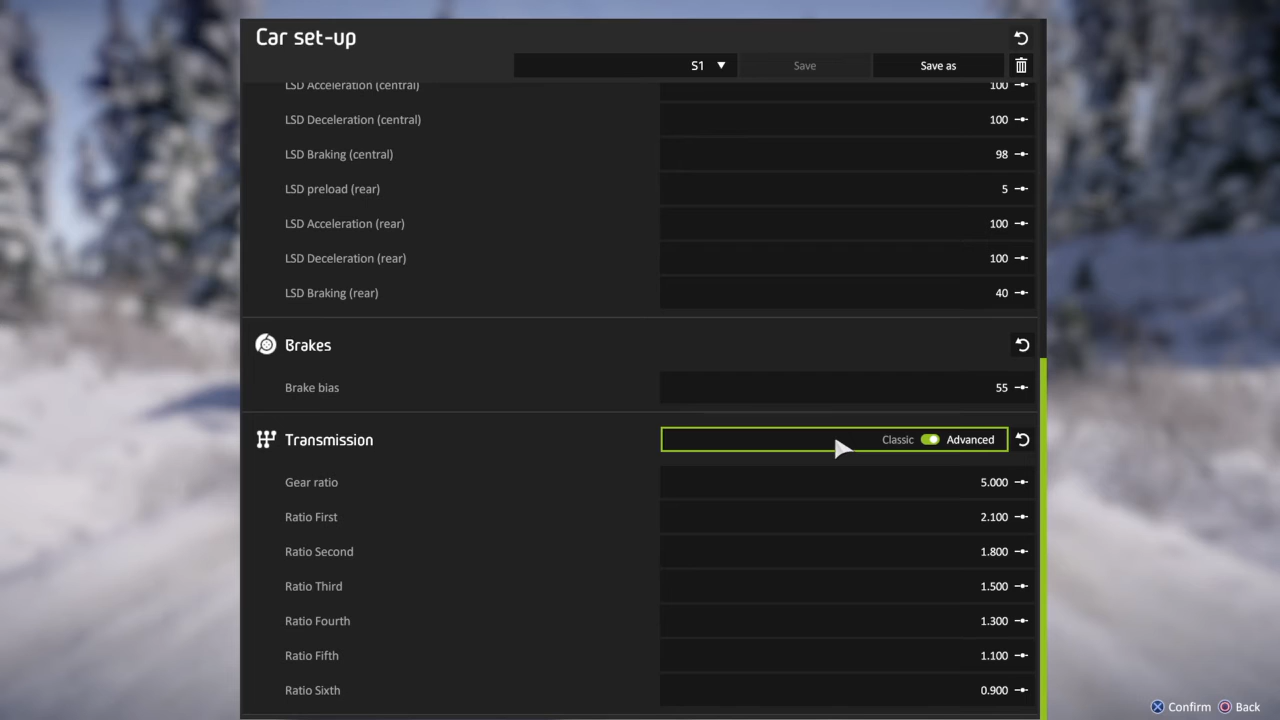 Car set-up
S1 Save Save as
LSD Acceleration (central) 100
LSD Deceleration (central) 100
LSD Braking (central) 98
LSD preload (rear) 5
LSD Acceleration (rear) 100
LSD Deceleration (rear) 100
LSD Braking (rear) 40
Brakes
Brake bias 55
Transmission Classic Advanced
Gear ratio 5.000
Ratio First 2.100
Ratio Second 1.800
Ratio Third 1.500
Ratio Fourth 1.300
Ratio Fifth 1.100
Ratio Sixth 0.900
Confirm Back